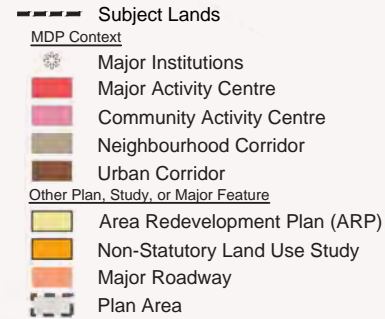 Subject Lands
MDP Context
Major Institutions
Major Activity Centre
Community Activity Centre
Neighbourhood Corridor
Urban Corridor
Other Plan, Study, or Major Feature
Area Redevelopment Plan (ARP)
Non-Statutory Land Use Study
Major Roadway
Plan Area